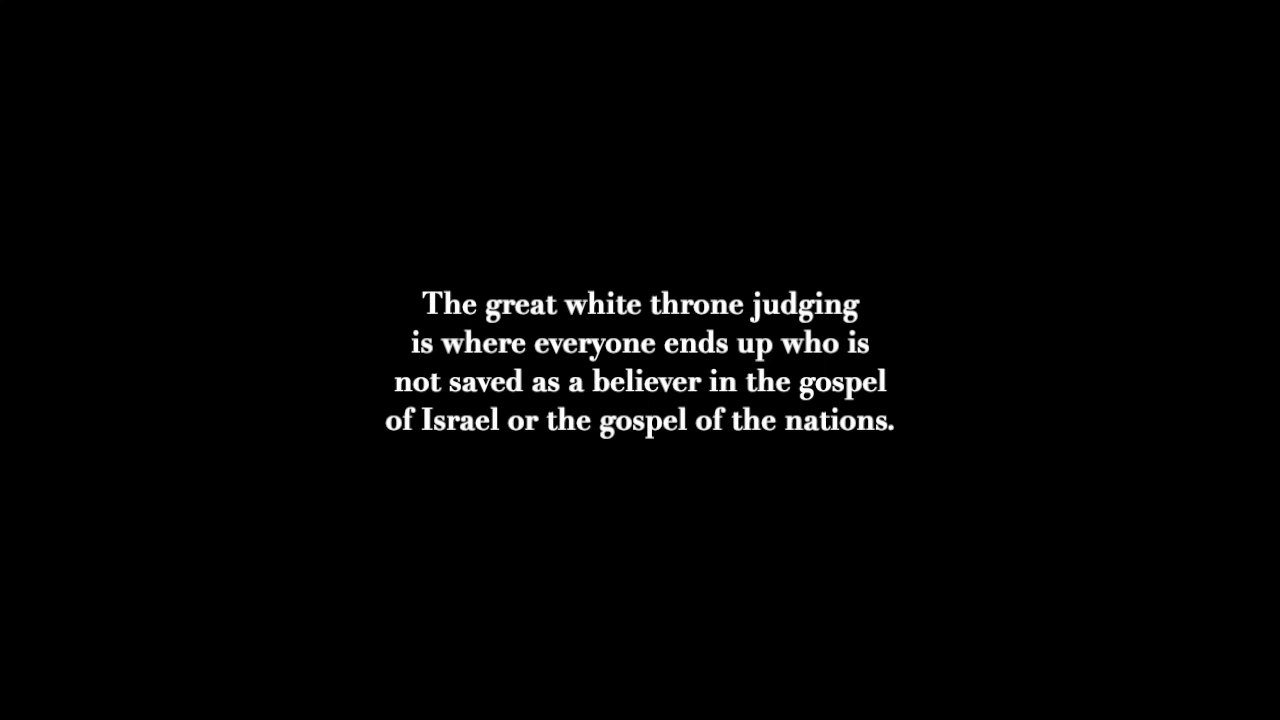 The great white throne judging
is where everyone ends up who is
not saved as a believer in the gospel
of Israel or the gospel of the nations.